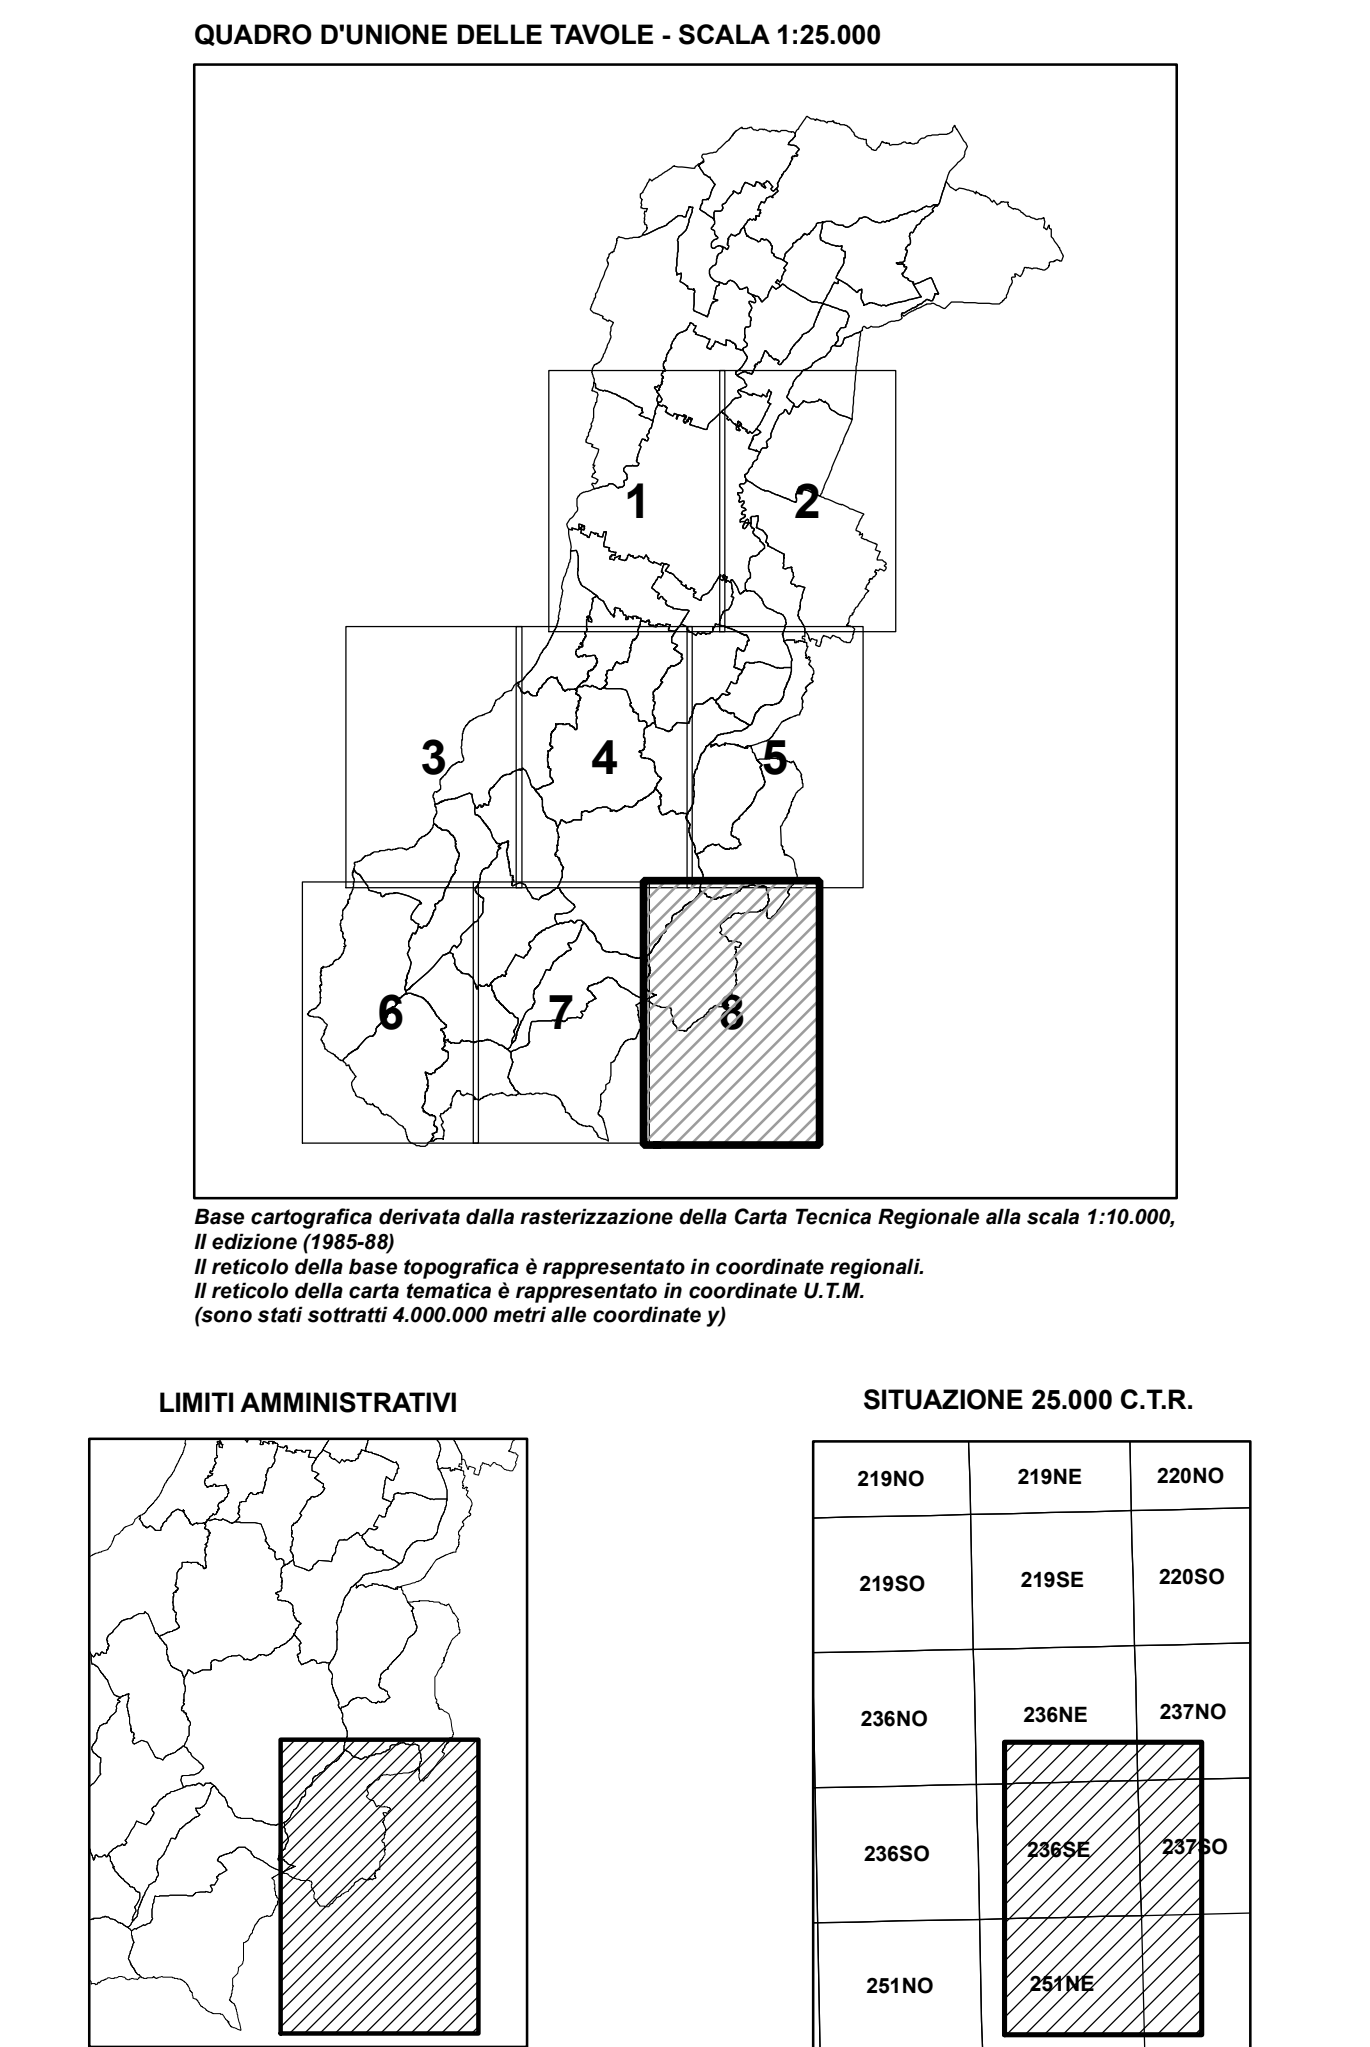 QUADRO D'UNIONE DELLE TAVOLE - SCALA 1:25.000
1
2
3
4
5
6
7
8
Base cartografica derivata dalla rasterizzazione della Carta Tecnica Regionale alla scala 1:10.000,
II edizione (1985-88)
Il reticolo della base topografica è rappresentato in coordinate regionali.
Il reticolo della carta tematica è rappresentato in coordinate U.T.M.
(sono stati sottratti 4.000.000 metri alle coordinate y)
LIMITI AMMINISTRATIVI
SITUAZIONE 25.000 C.T.R.
219NO 219NE 220NO
219SO 219SE 220SO
236NO 236NE 237NO
236SO 236SE 237SO
251NO 251NE